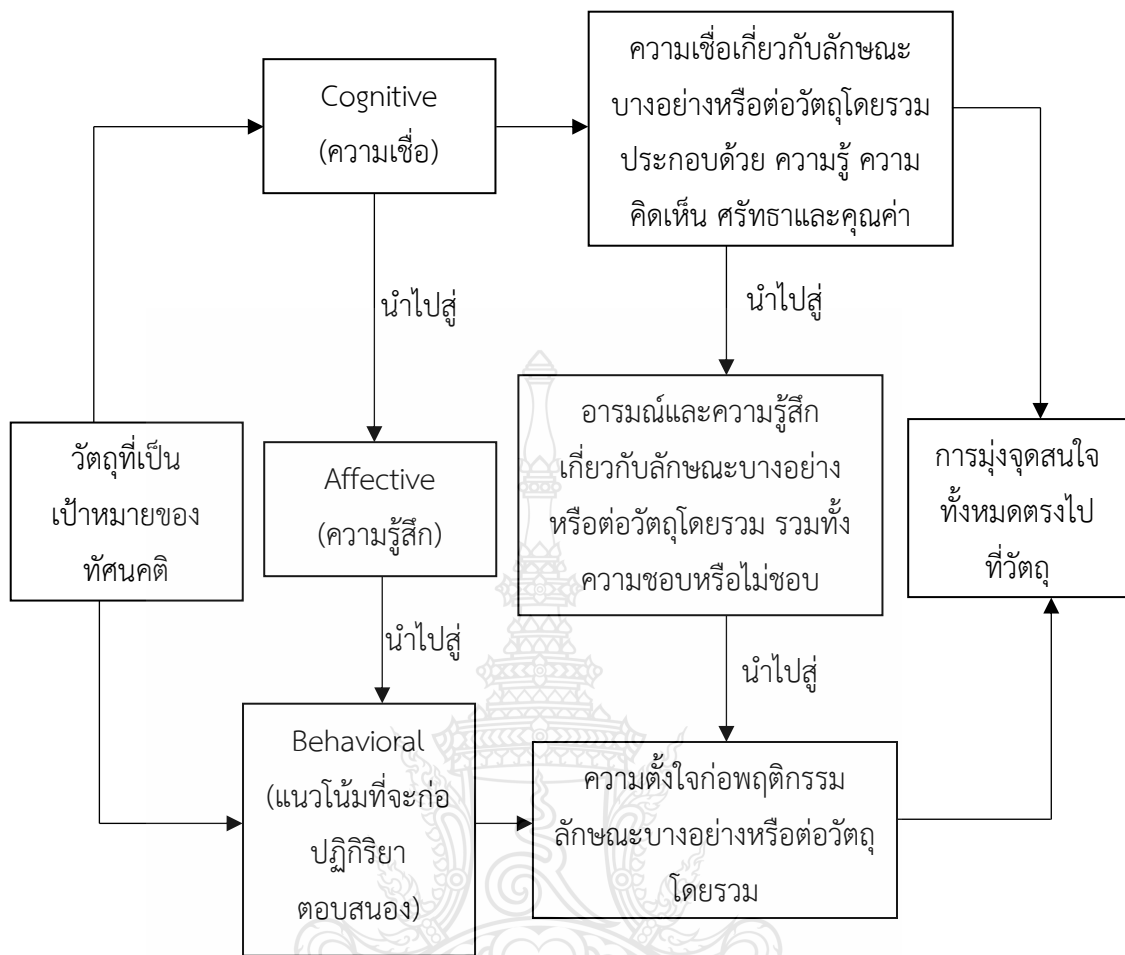 Cognitive
(ความเชื่อ)
ความเชื่อเกี่ยวกับลักษณะ
บางอย่างหรือต่อวัตถุโดยรวม
ประกอบด้วย ความรู้ ความ
คิดเห็น ศรัทธาและคุณค่า
นำไปสู่
นำไปสู่
วัตถุที่เป็น
เป้าหมายของ
ทัศนคติ
Affective
(ความรู้สึก)
อารมณ์และความรู้สึก
เกี่ยวกับลักษณะบางอย่าง
หรือต่อวัตถุโดยรวม รวมทั้ง
ความชอบหรือไม่ชอบ
การมุ่งจุดสนใจ
ทั้งหมดตรงไป
ที่วัตถุ
นำไปสู่
นำไปสู่
Behavioral
(แนวโน้มที่จะก่อ
ปฏิกิริยา
ตอบสนอง)
ความตั้งใจก่อพฤติกรรม
ลักษณะบางอย่างหรือต่อวัตถุ
โดยรวม